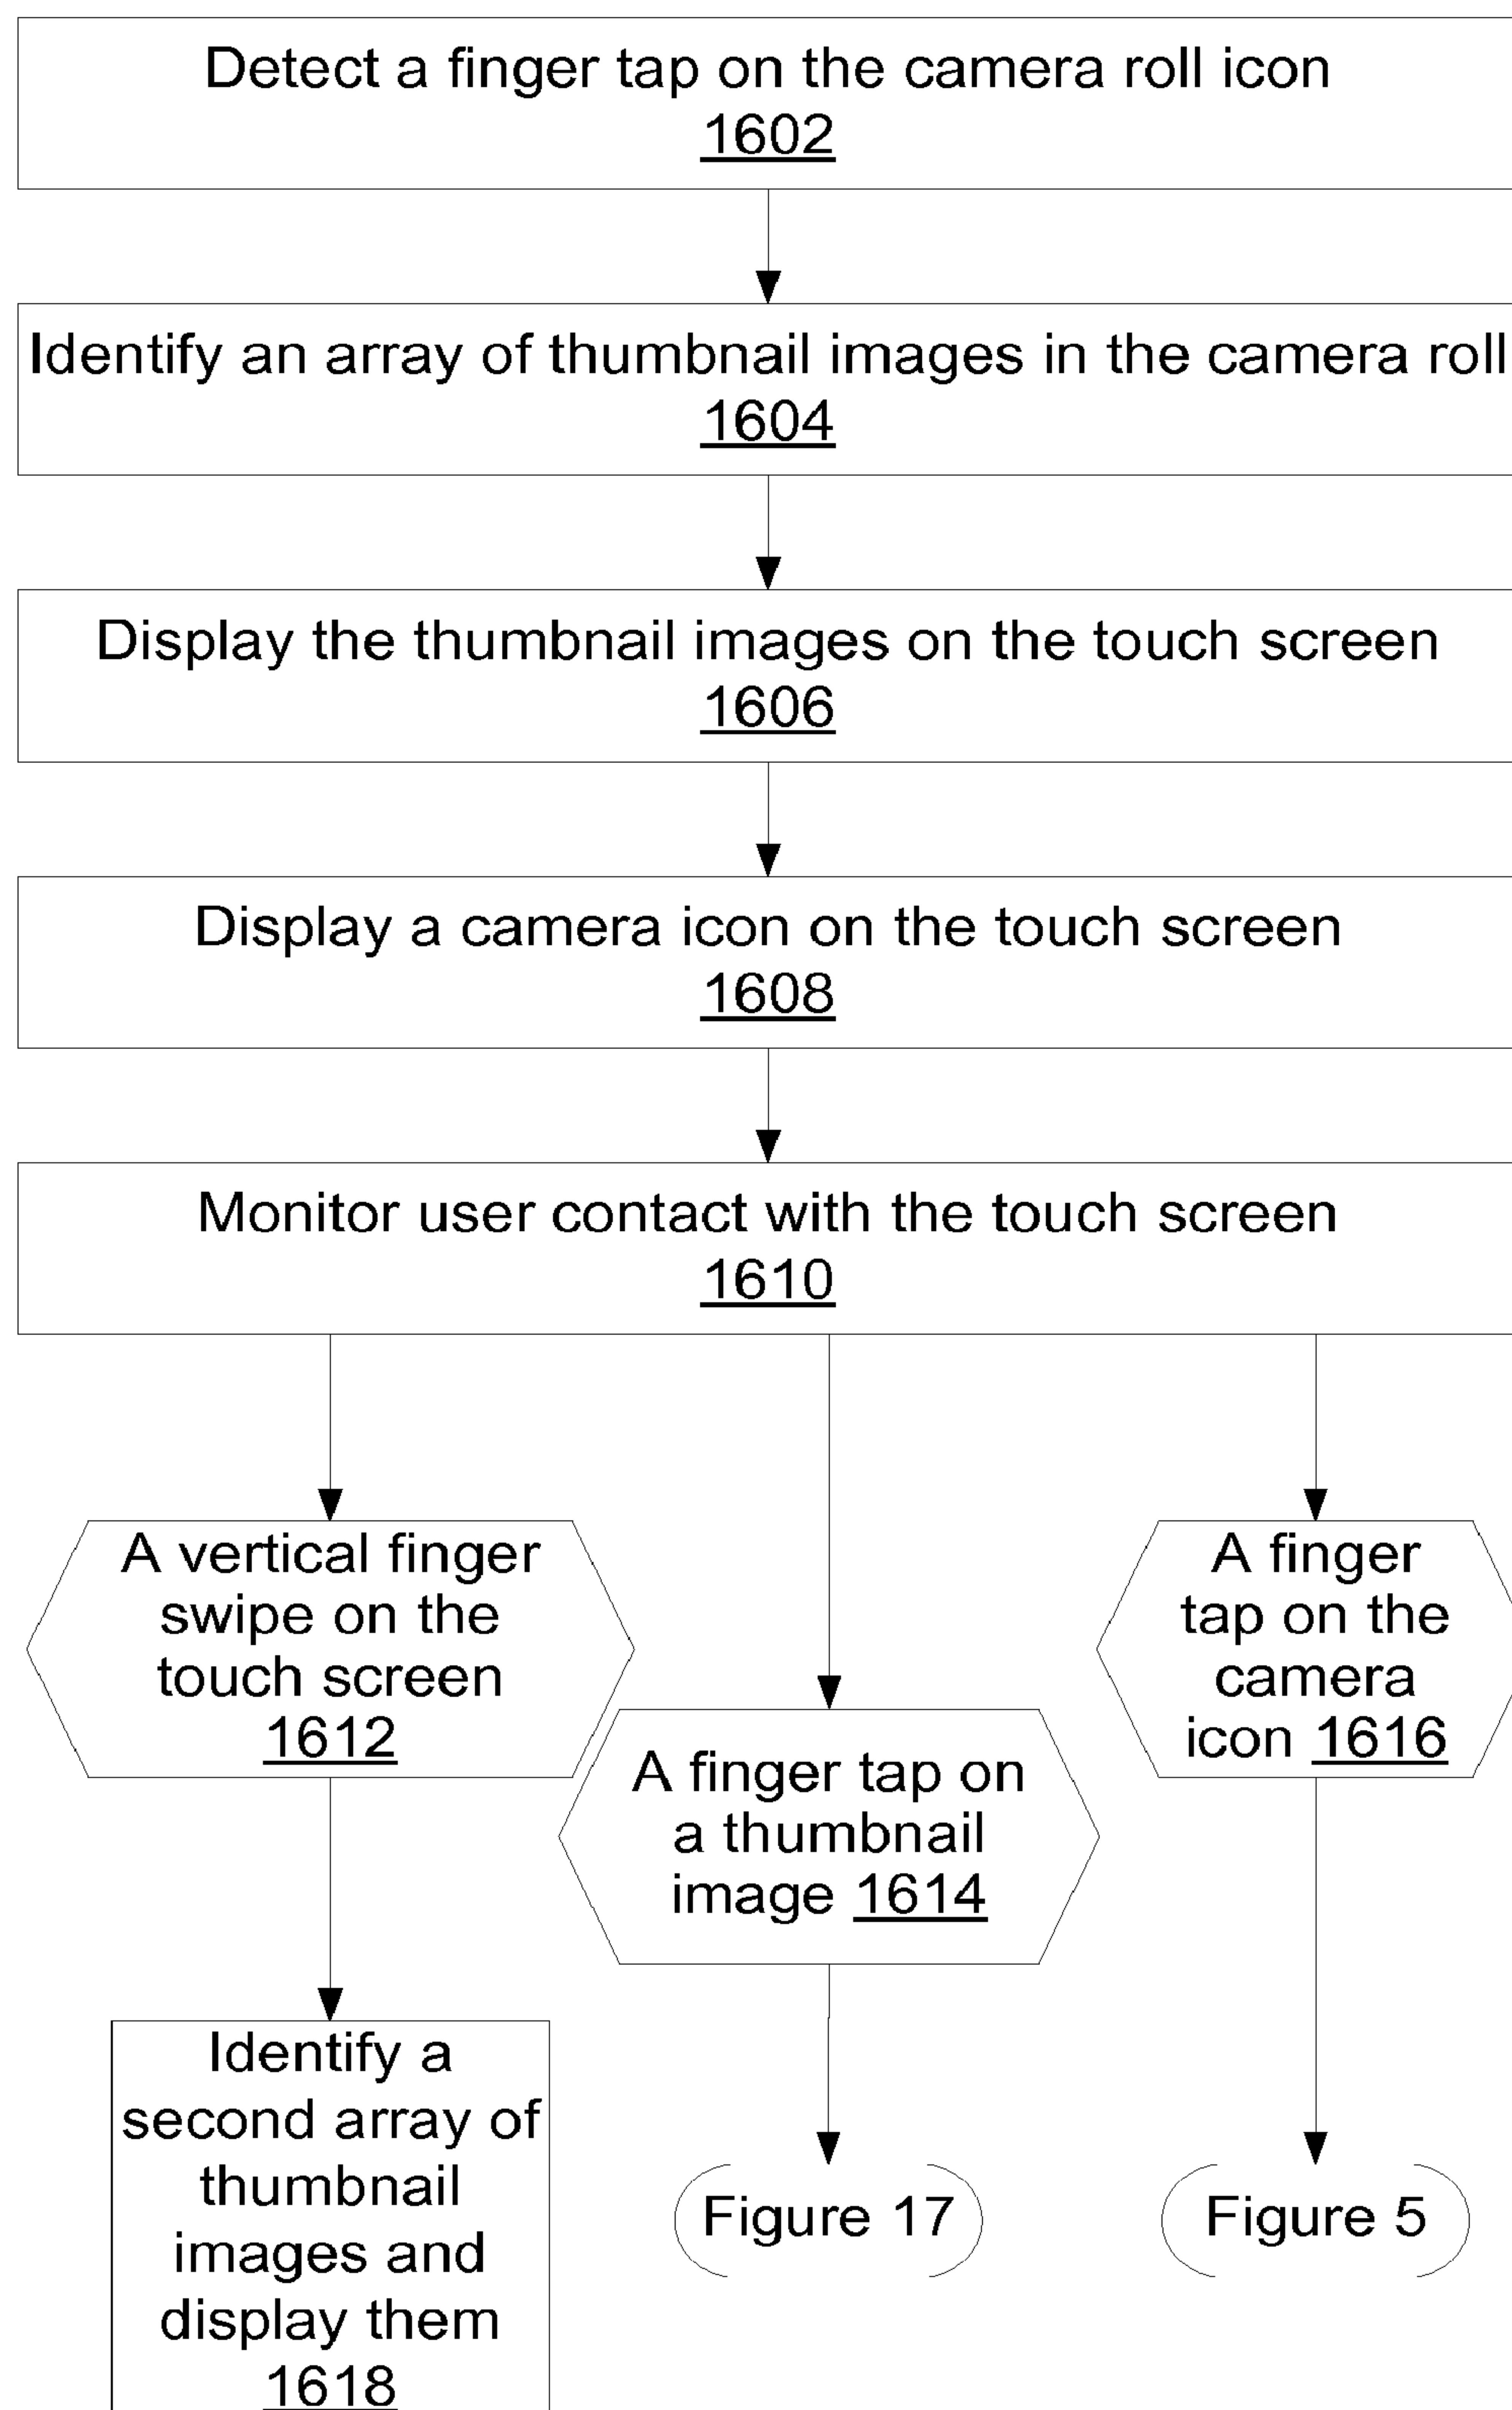 Detect a finger tap on the camera roll icon
1602
Identify an array of thumbnail images in the camera roll
1604
Display the thumbnail images on the touch screen
1606
Display a camera icon on the touch screen
1608
Monitor user contact with the touch screen
1610
A vertical finger
swipe on the
touch screen
1612
A finger tap on
a thumbnail
image 1614
A finger
tap on the
camera
icon 1616
Identify a
second array of
thumbnail
images and
display them
1618
Figure 17
Figure 5